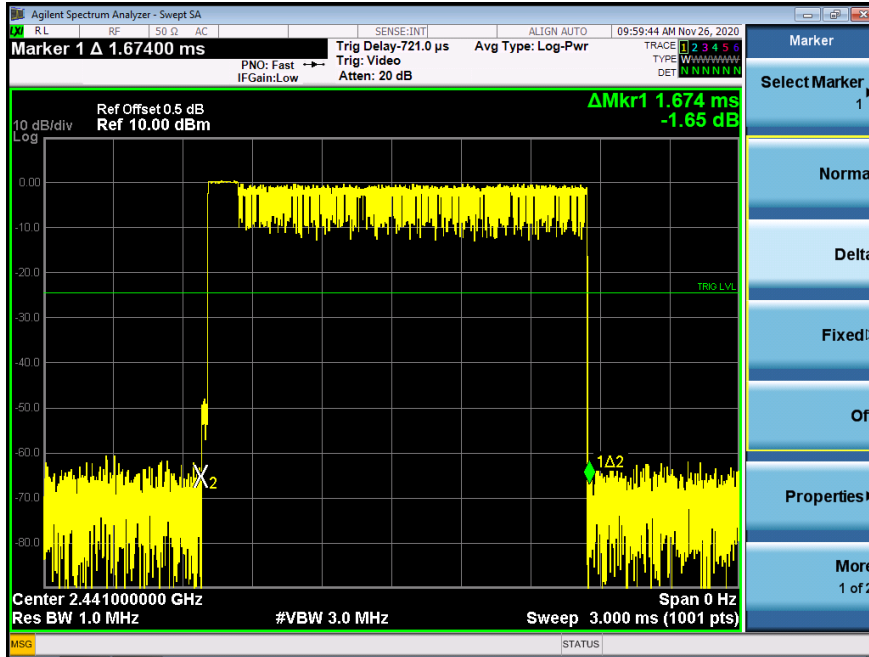 Agilent Spectrum Analyzer - Swept SA
LXI RL RF 50 Ω AC SENSE:INT ALIGN AUTO 09:59:44 AM Nov 26, 2020
Marker 1 Δ 1.67400 ms
PNO: Fast
IFGain:Low
Trig Delay-721.0 µs
Trig: Video
Atten: 20 dB
Avg Type: Log-Pwr
TRACE 1 2 3 4 5 6
TYPE WWWWWW
DET N N N N N N
ΔMkr1 1.674 ms
-1.65 dB
Ref Offset 0.5 dB
10 dB/div Ref 10.00 dBm
Log
0.00
-10.0
-20.0
TRIG LVL
-30.0
-40.0
-50.0
-60.0
1Δ2
2
-70.0
-80.0
Center 2.441000000 GHz Span 0 Hz
Res BW 1.0 MHz #VBW 3.0 MHz Sweep 3.000 ms (1001 pts)
MSG STATUS
Marker
Select Marker
1
Norma
Delta
Fixed
Of
Properties
More
1 of 2